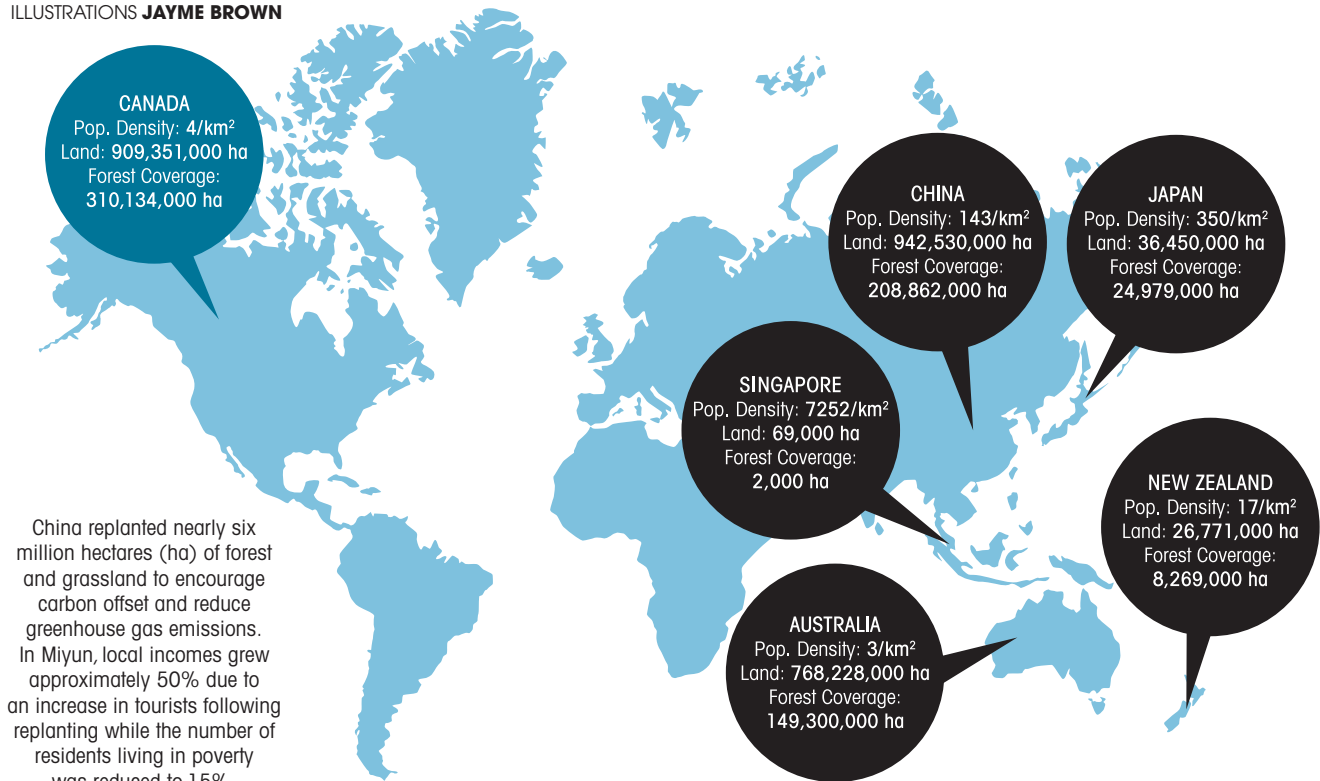 ILLUSTRATIONS JAYME BROWN
CANADA
Pop. Density: 4/km²
Land: 909,351,000 ha
Forest Coverage:
310,134,000 ha
CHINA
Pop. Density: 143/km²
Land: 942,530,000 ha
Forest Coverage:
208,862,000 ha
JAPAN
Pop. Density: 350/km²
Land: 36,450,000 ha
Forest Coverage:
24,979,000 ha
SINGAPORE
Pop. Density: 7252/km²
Land: 69,000 ha
Forest Coverage:
2,000 ha
NEW ZEALAND
Pop. Density: 17/km²
Land: 26,771,000 ha
Forest Coverage:
8,269,000 ha
AUSTRALIA
Pop. Density: 3/km²
Land: 768,228,000 ha
Forest Coverage:
149,300,000 ha
China replanted nearly six
million hectares (ha) of forest
and grassland to encourage
carbon offset and reduce
greenhouse gas emissions.
In Miyun, local incomes grew
approximately 50% due to
an increase in tourists following
replanting while the number of
residents living in poverty
was reduced to 15%